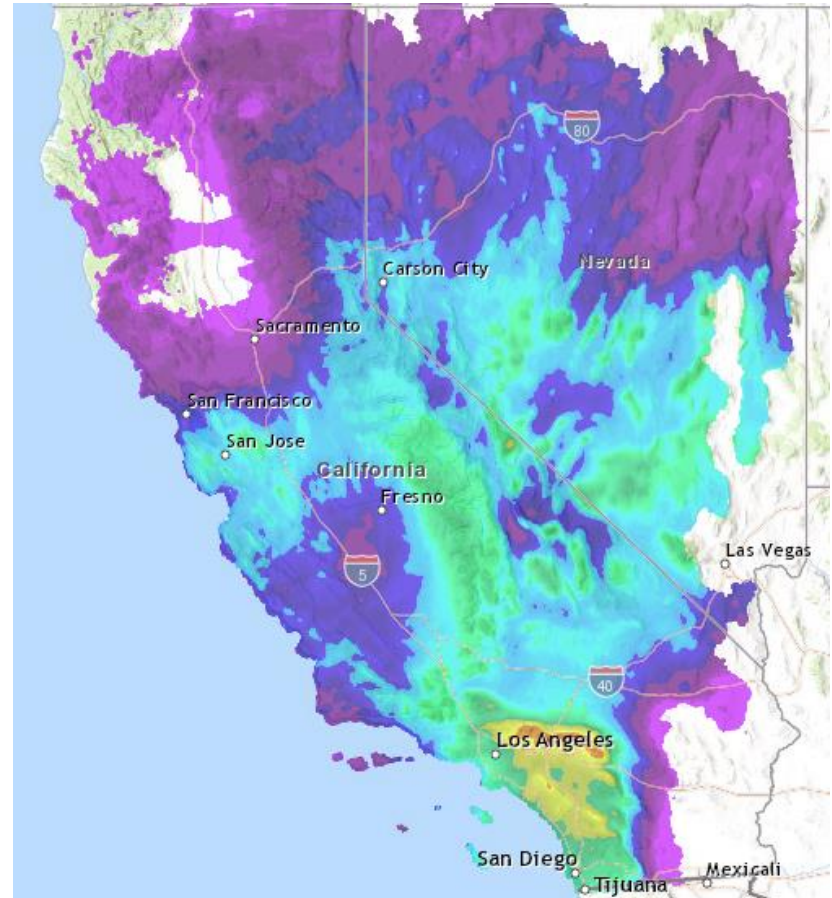 80
Carson City
Nevada
Sacramento
San Francisco
San Jose
California
Fresno
5
Las Vegas
40
Los Angeles
San Diego
Mexicali
Tijuana